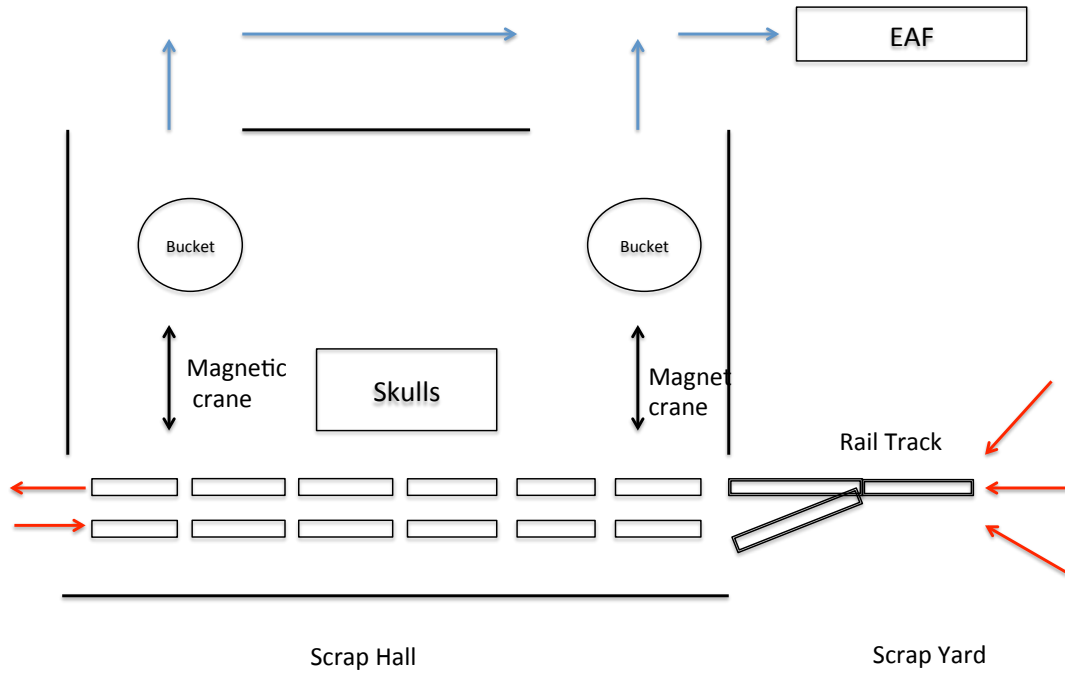 EAF
Bucket
Bucket
Magnetic
crane
Skulls
Magnet
crane
Rail Track
Scrap Hall
Scrap Yard